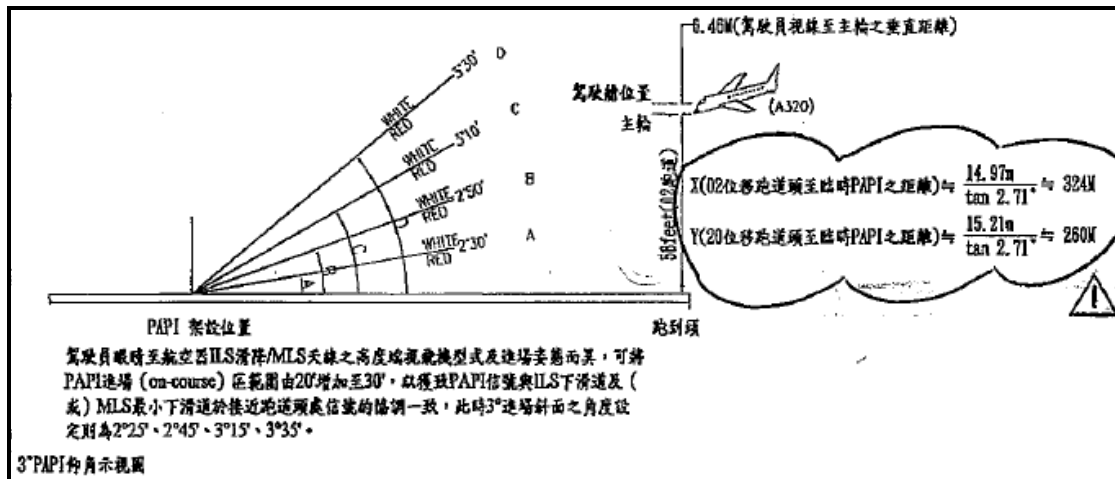 6.46M(駕駛員視線至主輪之垂直距離)
駕駛艙位置
主輪
(A320)
58feet(02跑道)
X(02位移跑道頭至臨時PAPI之距離)≒ 14.97m / tan 2.71° ≒ 324M
Y(20位移跑道頭至臨時PAPI之距離)≒ 15.21m / tan 2.71° ≒ 260M
3°30' D
WHITE
RED
C
3°10'
WHITE
RED
B
2°50'
WHITE
RED
A
2°30'
WHITE
RED
D
C
B
A
PAPI 架設位置
跑到頭
駕駛員眼睛至航空器ILS滑降/MLS天線之高度端視飛機型式及進場姿態而異，可將
PAPI進場 (on-course) 區範圍由20'增加至30'，以獲致PAPI信號與ILS下滑道及 (
或) MLS最小下滑道於接近跑道頭處信號的協調一致，此時3°進場斜面之角度設
定則為2°25'、2°45'、3°15'、3°35'。
3°PAPI仰角示視圖